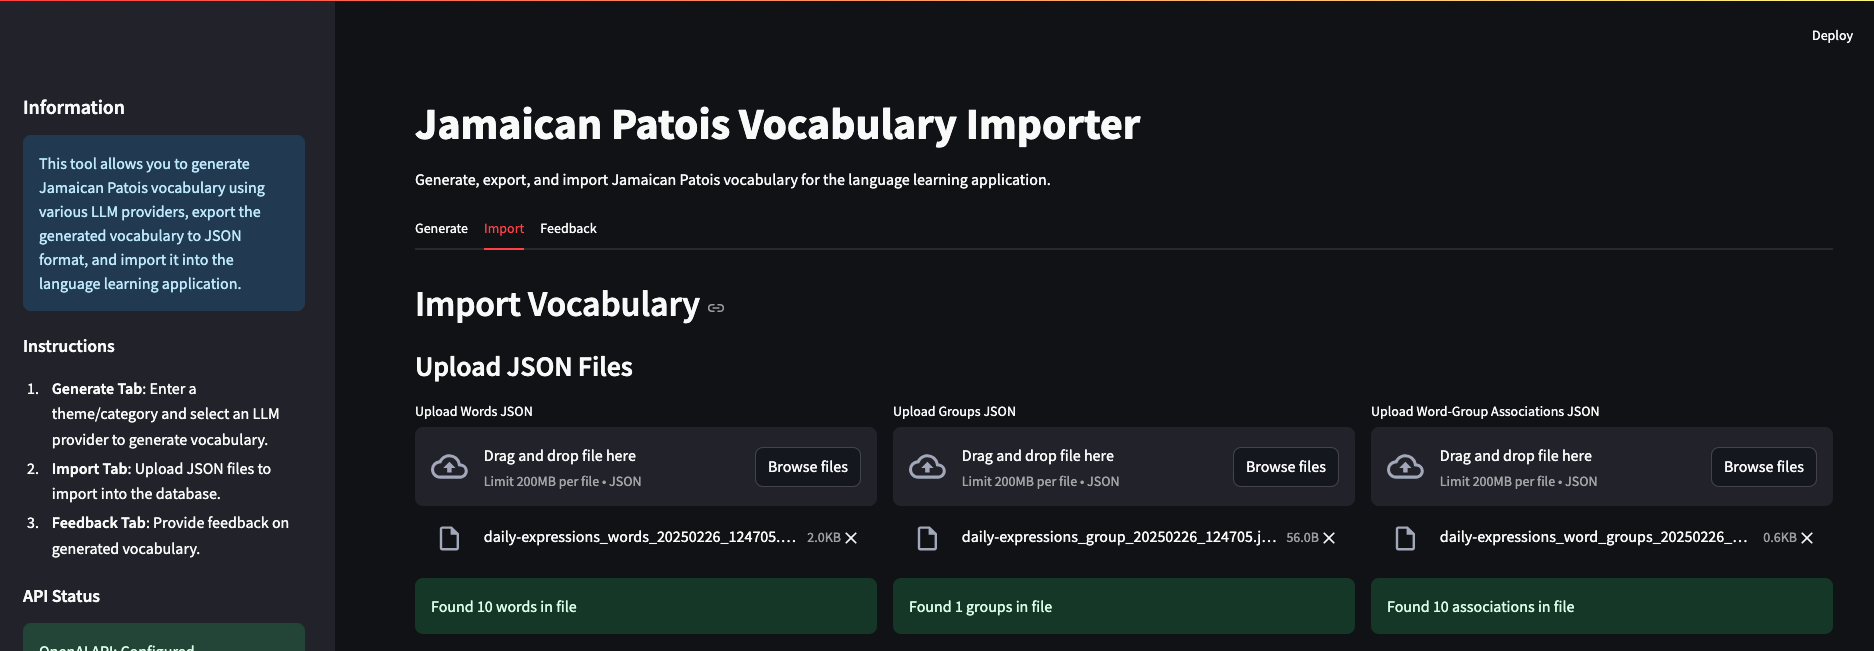 Deploy
Information
This tool allows you to generate
Jamaican Patois vocabulary using
various LLM providers, export the
generated vocabulary to JSON
format, and import it into the
language learning application.
Instructions
1. Generate Tab: Enter a
theme/category and select an LLM
provider to generate vocabulary.
2. Import Tab: Upload JSON files to
import into the database.
3. Feedback Tab: Provide feedback on
generated vocabulary.
API Status
OpenAI API: Configured
Jamaican Patois Vocabulary Importer
Generate, export, and import Jamaican Patois vocabulary for the language learning application.
Generate Import Feedback
Import Vocabulary
Upload JSON Files
Upload Words JSON
Drag and drop file here
Limit 200MB per file • JSON
Browse files
daily-expressions_words_20250226_124705.... 2.0KB
Found 10 words in file
Upload Groups JSON
Drag and drop file here
Limit 200MB per file • JSON
Browse files
daily-expressions_group_20250226_124705.j... 56.0B
Found 1 groups in file
Upload Word-Group Associations JSON
Drag and drop file here
Limit 200MB per file • JSON
Browse files
daily-expressions_word_groups_20250226_... 0.6KB
Found 10 associations in file